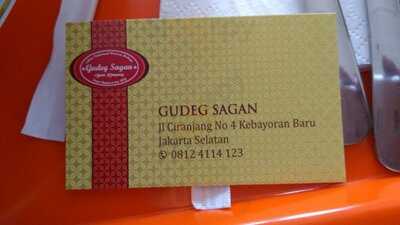 Gudeg Sagan
GUDEG SAGAN
Jl Ciranjang No 4 Kebayoran Baru
Jakarta Selatan
0812 4114 123